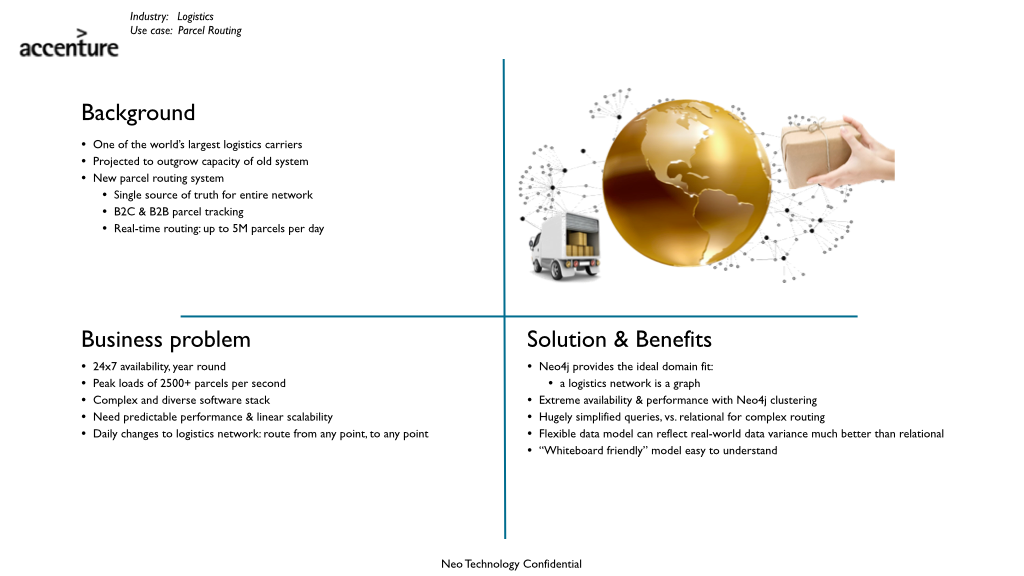 Industry: Logistics
Use case: Parcel Routing
accenture
Background
• One of the world's largest logistics carriers
• Projected to outgrow capacity of old system
• New parcel routing system
• Single source of truth for entire network
• B2C & B2B parcel tracking
• Real-time routing: up to 5M parcels per day
Business problem
• 24x7 availability, year round
• Peak loads of 2500+ parcels per second
• Complex and diverse software stack
• Need predictable performance & linear scalability
• Daily changes to logistics network: route from any point, to any point
Solution & Benefits
• Neo4j provides the ideal domain fit:
• a logistics network is a graph
• Extreme availability & performance with Neo4j clustering
• Hugely simplified queries, vs. relational for complex routing
• Flexible data model can reflect real-world data variance much better than relational
• “Whiteboard friendly” model easy to understand
Neo Technology Confidential